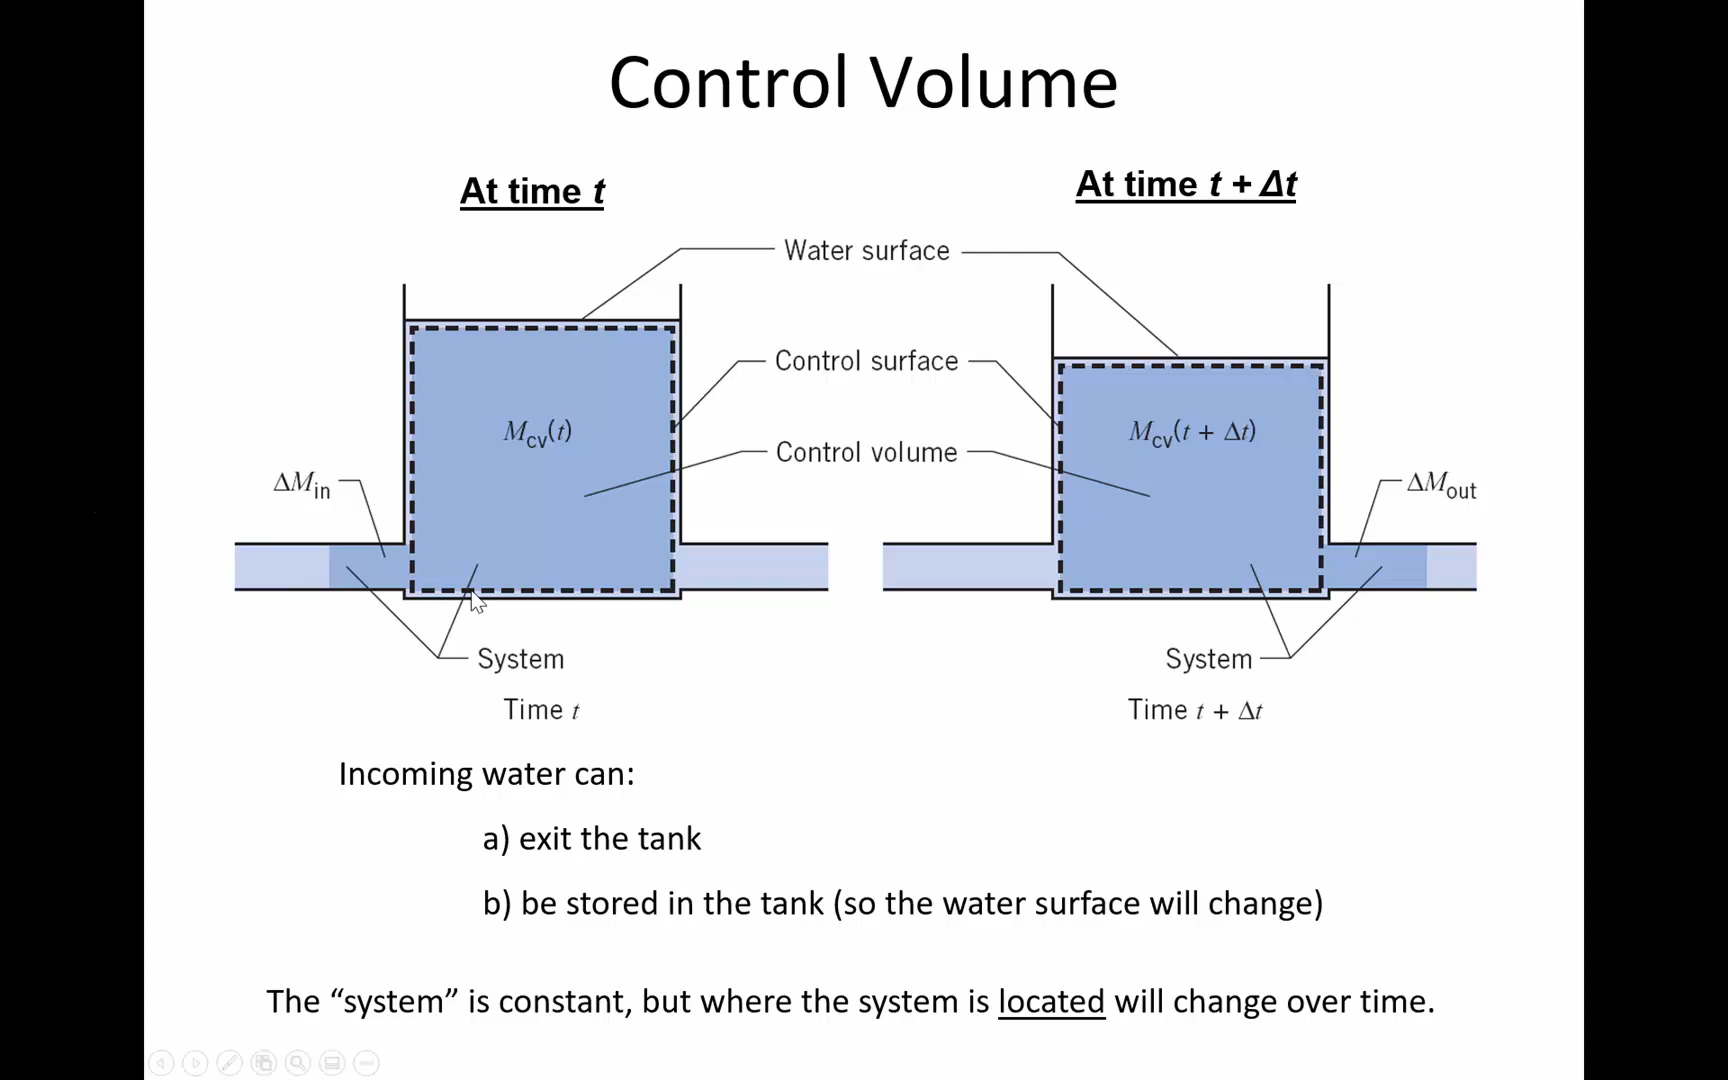 Control Volume
At time t
At time t + Δt
Water surface
Control surface
M_cv(t)
M_cv(t + Δt)
Control volume
ΔM_in
ΔM_out
System
System
Time t
Time t + Δt
Incoming water can:
a) exit the tank
b) be stored in the tank (so the water surface will change)
The “system” is constant, but where the system is located will change over time.